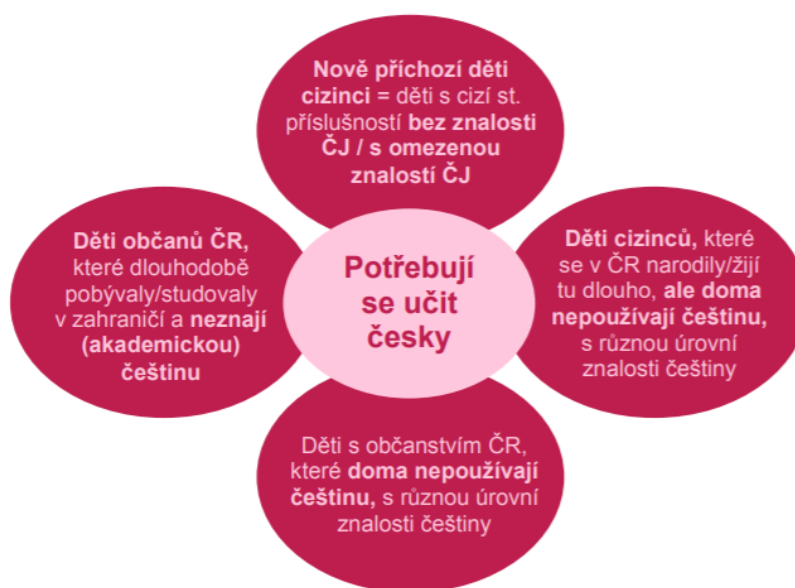 Nově příchozí děti
cizinci = děti s cizí st.
příslušností bez znalosti
ČJ / s omezenou
znalostí ČJ
Děti občanů ČR,
které dlouhodobě
pobývaly/studovaly
v zahraničí a neznají
(akademickou)
češtinu
Potřebují
se učit
česky
Děti cizinců, které
se v ČR narodily/žijí
tu dlouho, ale doma
nepoužívají češtinu,
s různou úrovní
znalosti češtiny
Děti s občanstvím ČR,
které doma nepoužívají
češtinu, s různou úrovní
znalosti češtiny